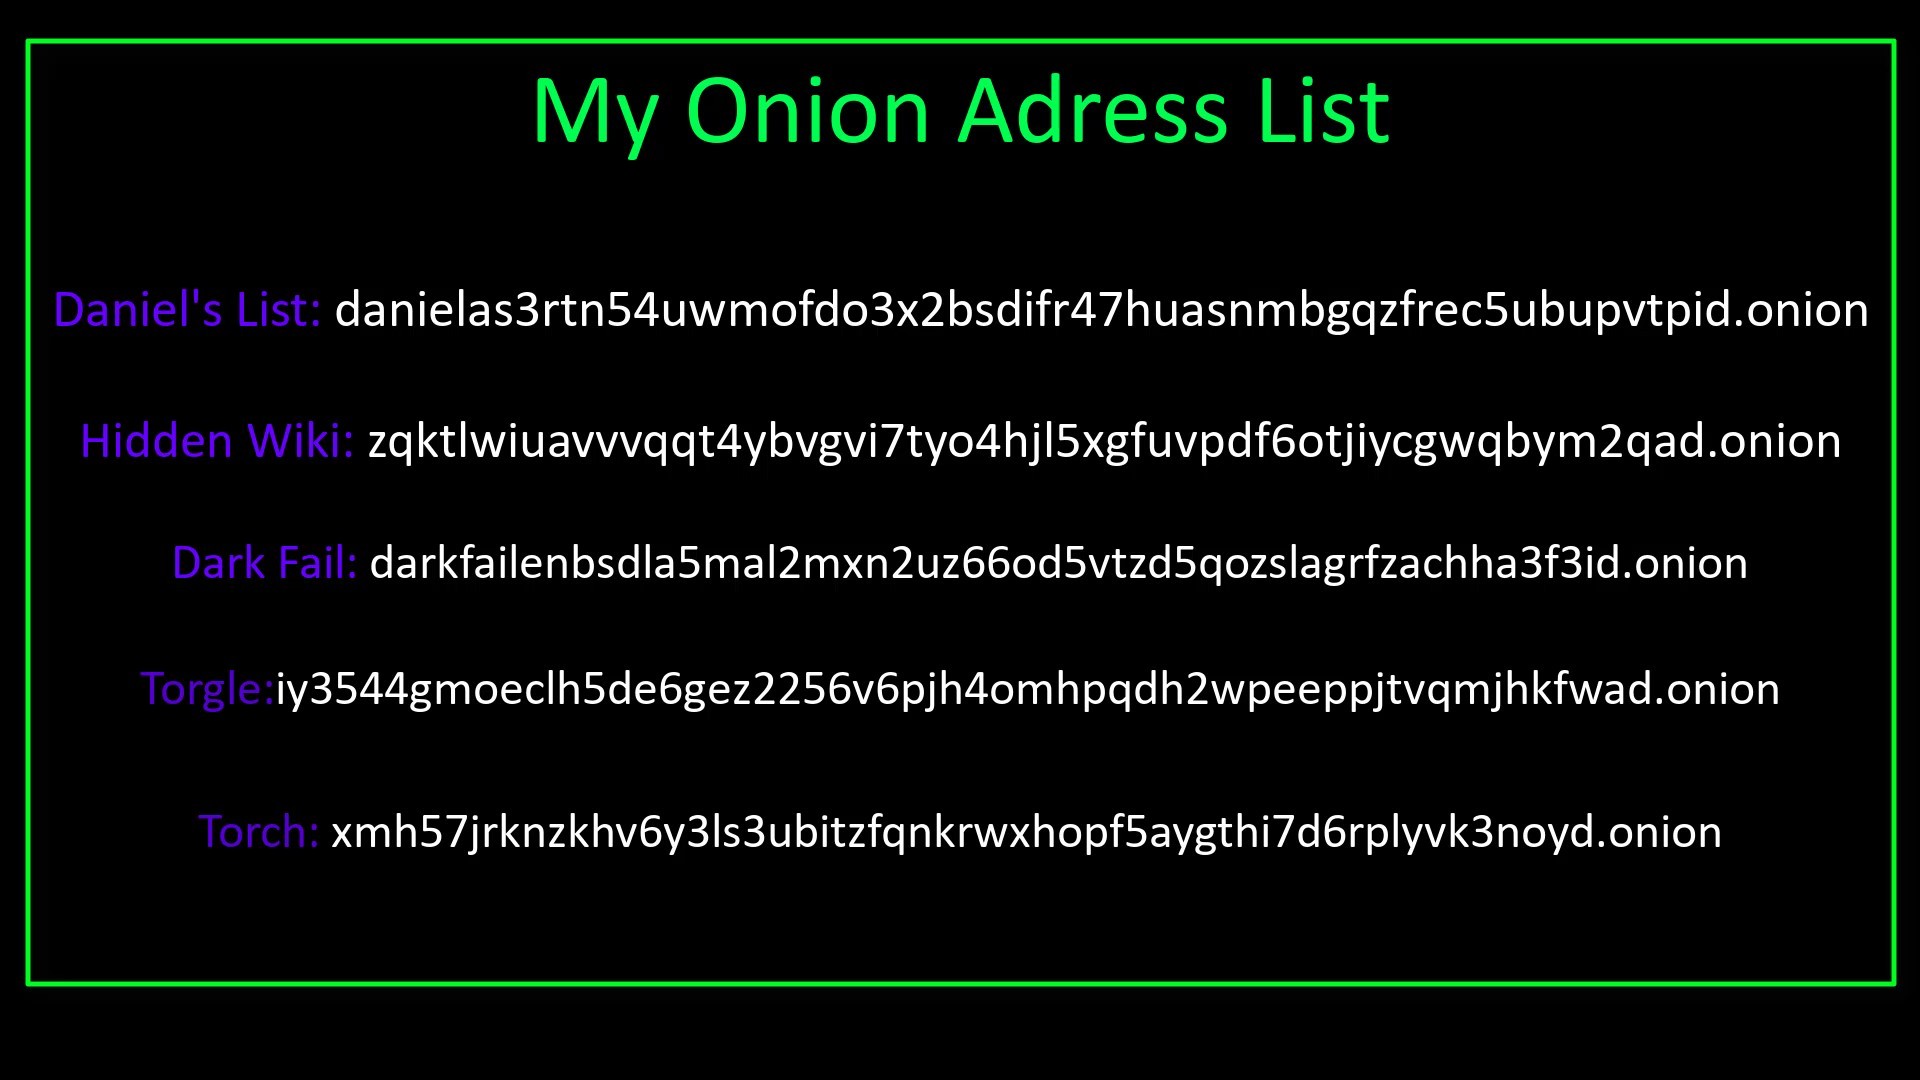 My Onion Adress List
Daniel's List: danielas3rtn54uwmofdo3x2bsdifr47huasnmbgqzfrec5ubupvtpid.onion
Hidden Wiki: zqktlwiuavvvqqt4ybvgvi7tyo4hjl5xgfuvpdf6otjiycgwqbym2qad.onion
Dark Fail: darkfailenbsdla5mal2mxn2uz66od5vtzd5qozslagrfzachha3f3id.onion
Torgle:iy3544gmoeclh5de6gez2256v6pjh4omhpqdh2wpeeppjtvqmjhkfwad.onion
Torch: xmh57jrknzkhv6y3ls3ubitzfqnkrwxhopf5aygthi7d6rplyvk3noyd.onion